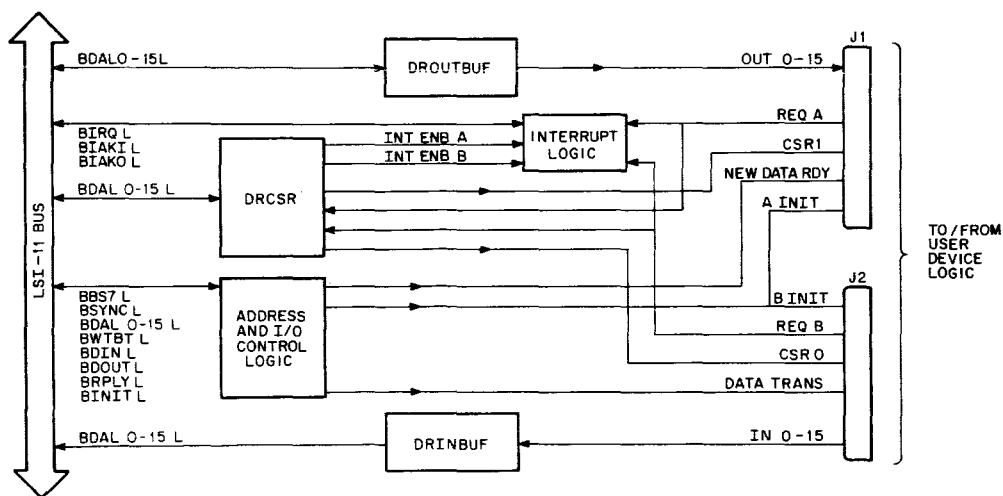 J1
BDAL0-15L
DROUTBUF
OUT 0-15
BIRQ L
BIAKI L
BIAKO L
INT ENB A
INT ENB B
INTERRUPT
LOGIC
REQ A
CSR1
BDAL 0-15 L
DRCSR
NEW DATA RDY
A INIT
LSI-11 BUS
TO/FROM
USER
DEVICE
LOGIC
J2
BBS7 L
BSYNC L
BDAL 0-15 L
BWTBT L
BDIN L
BDOUT L
BRPLY L
BINIT L
ADDRESS
AND I/O
CONTROL
LOGIC
B INIT
REQ B
CSR 0
DATA TRANS
BDAL 0-15 L
DRINBUF
IN 0-15